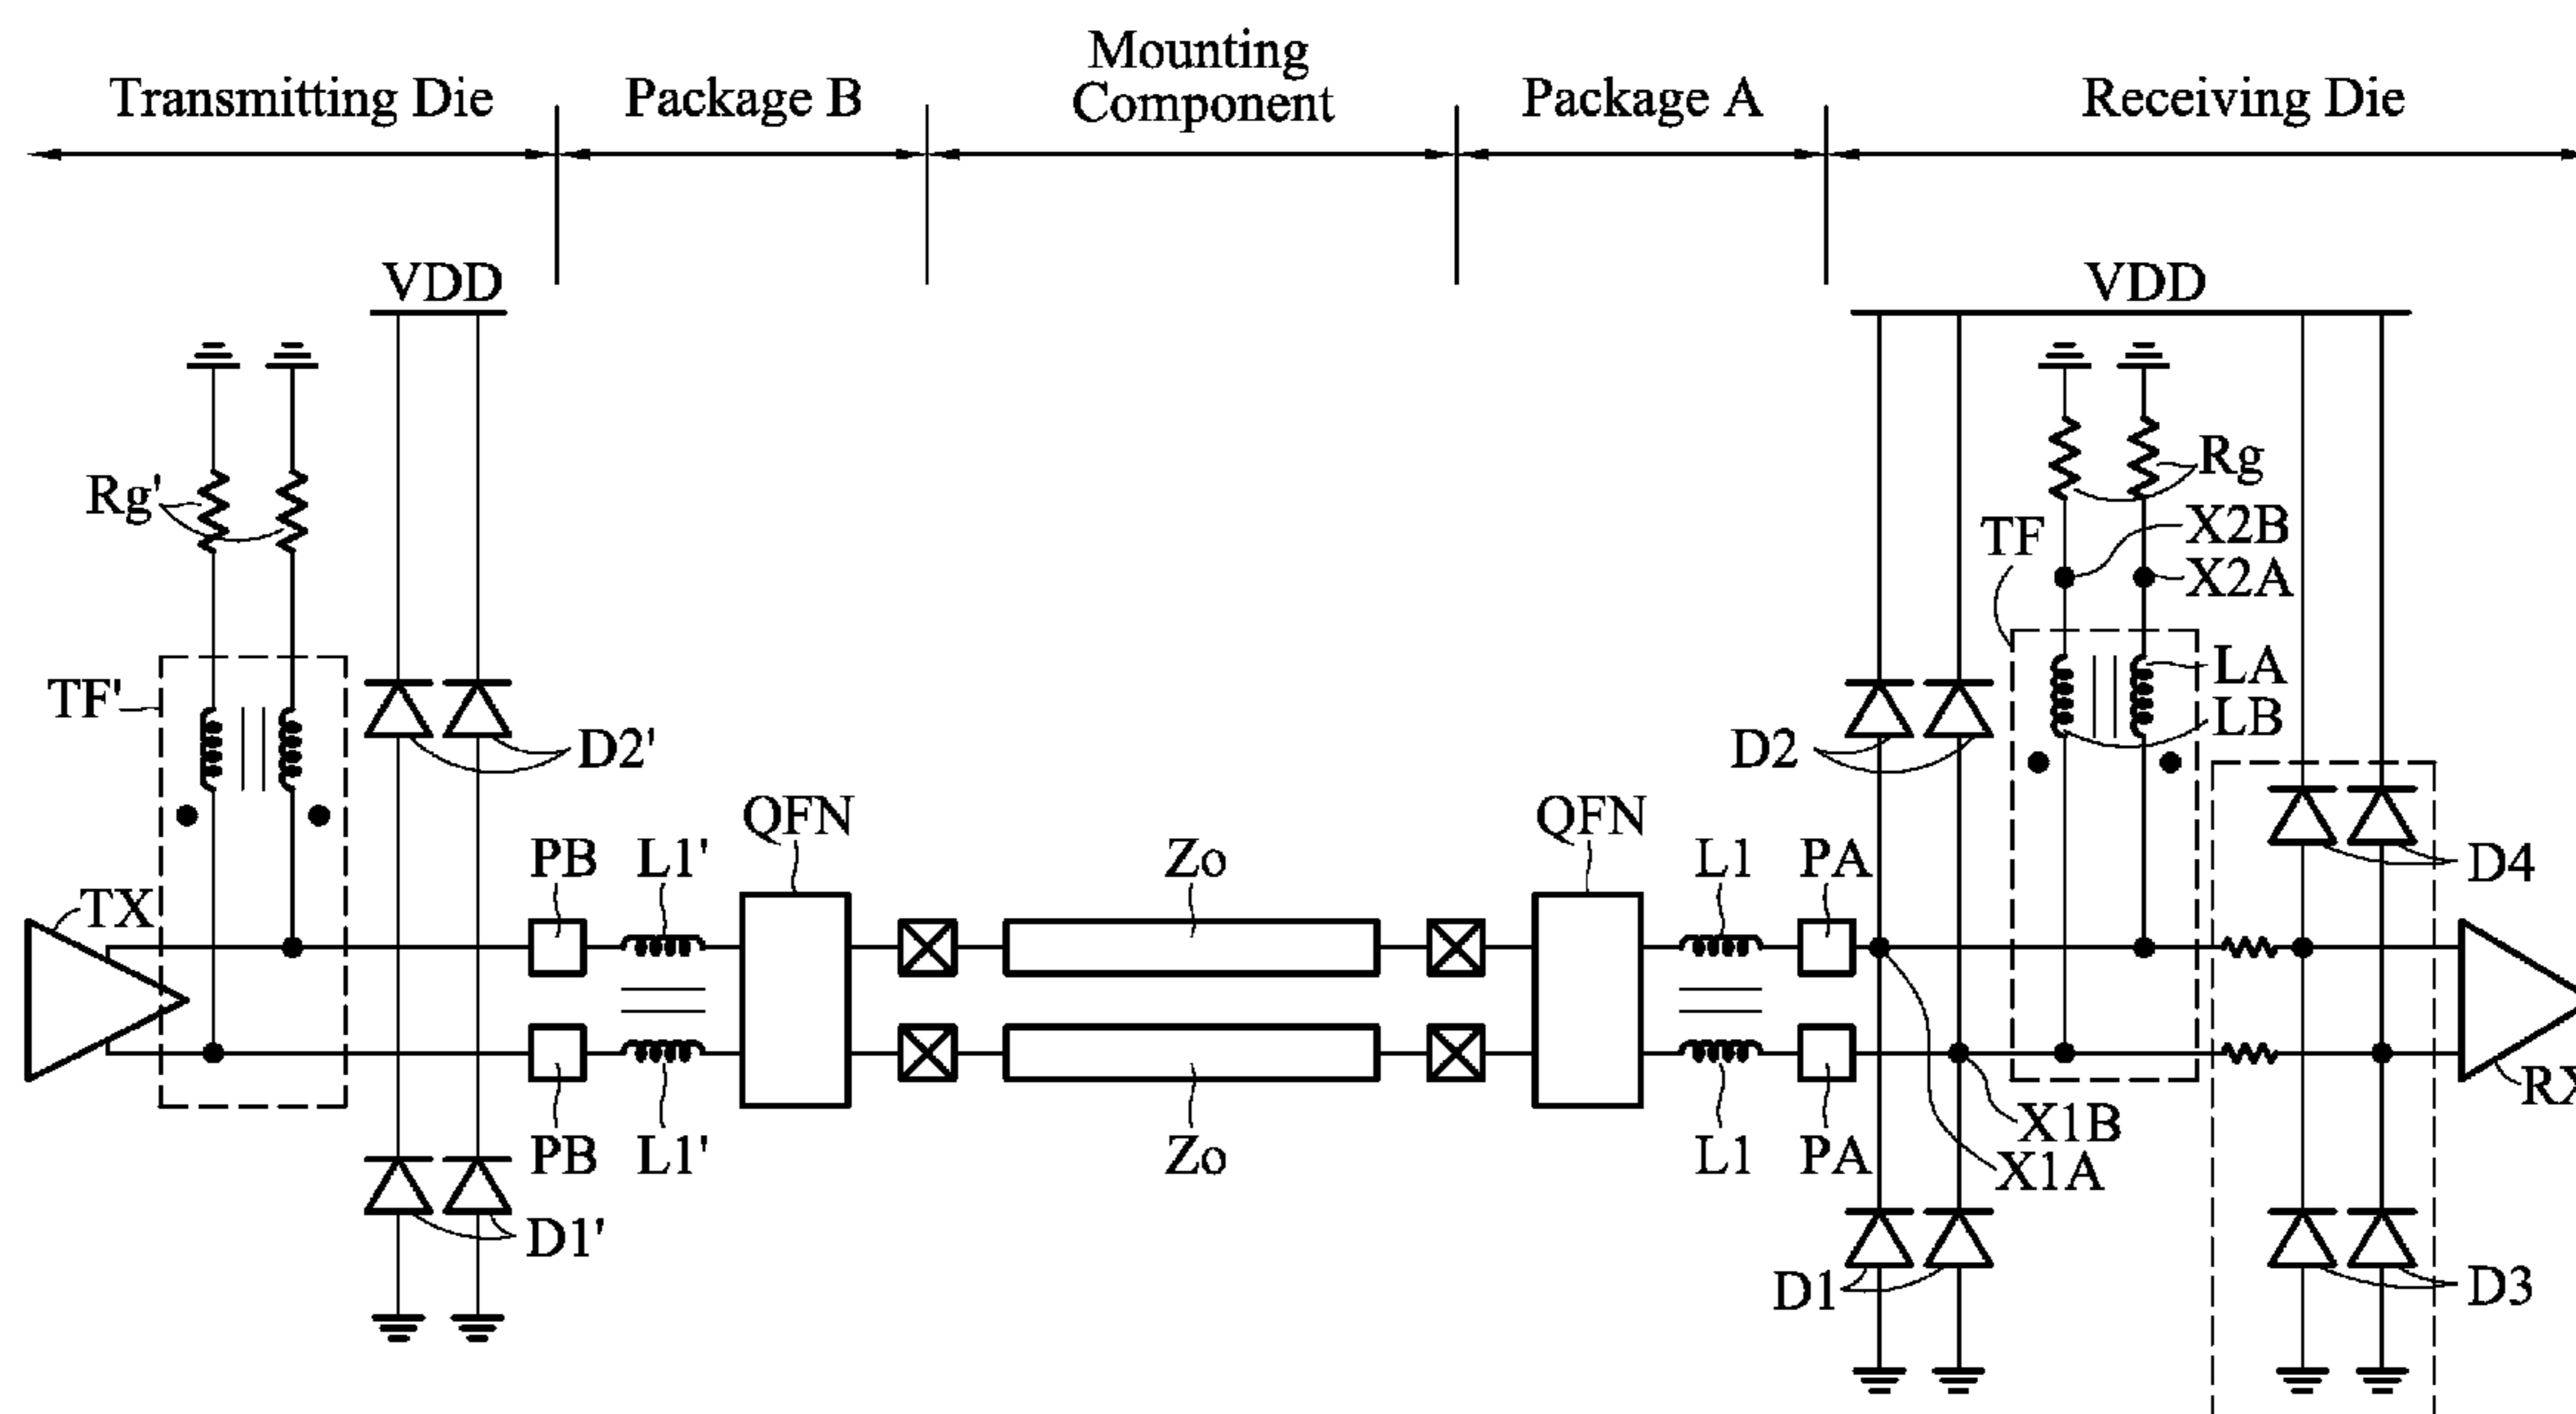 Transmitting Die
Package B
Mounting
Component
Package A
Receiving Die
VDD
VDD
Rg'
Rg
TF
X2B
X2A
TF'
LA
LB
D2'
D2
QFN
QFN
TX
PB
L1'
Zo
L1
PA
D4
PB
L1'
Zo
L1
PA
X1B
X1A
D1'
D1
D3